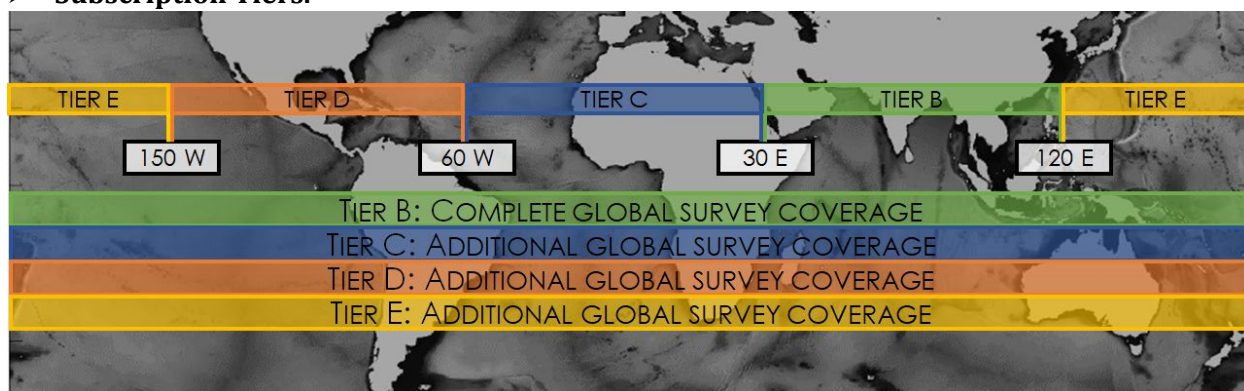 Subscription Tiers:
TIER E TIER D TIER C TIER B TIER E
150 W 60 W 30 E 120 E
TIER B: COMPLETE GLOBAL SURVEY COVERAGE
TIER C: ADDITIONAL GLOBAL SURVEY COVERAGE
TIER D: ADDITIONAL GLOBAL SURVEY COVERAGE
TIER E: ADDITIONAL GLOBAL SURVEY COVERAGE